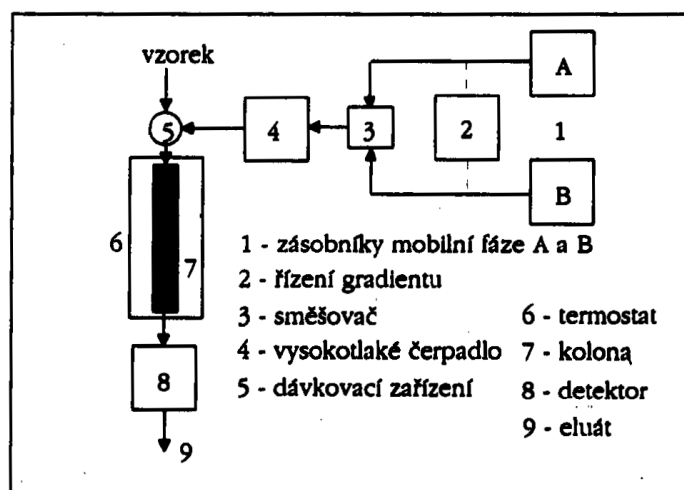 vzorek
A
5
4
3
2
1
B
6
7
1 - zásobníky mobilní fáze A a B
2 - řízení gradientu
3 - směšovač
6 - termostat
4 - vysokotlaké čerpadlo
7 - kolona
8
5 - dávkovací zařízení
8 - detektor
9
9 - eluát